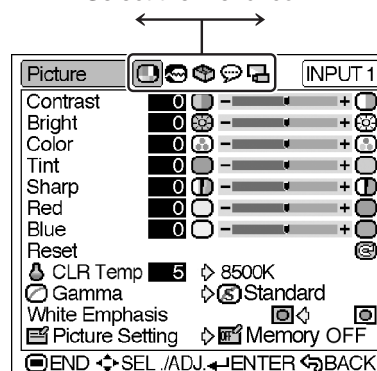 Picture INPUT 1
Contrast 0 - +
Bright 0 - +
Color 0 - +
Tint 0 - +
Sharp 0 - +
Red 0 - +
Blue 0 - +
Reset
CLR Temp 5 8500K
Gamma S Standard
White Emphasis
Picture Setting OFF Memory OFF
END SEL./ADJ. ENTER BACK